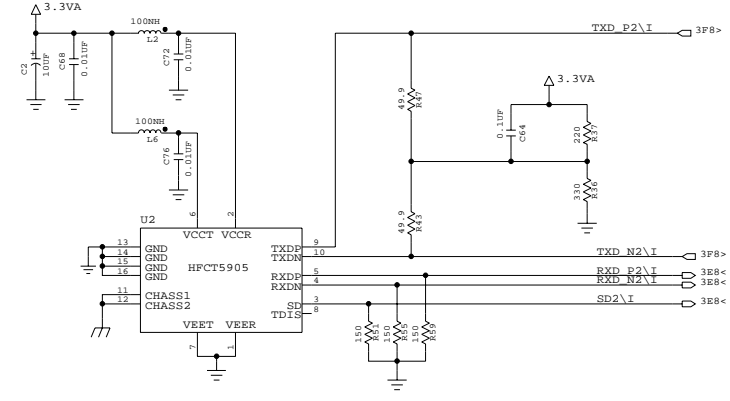 3.3VA
100NH
L2
C2
10UF
C68
0.01UF
C72
0.01UF
TXD_P2\I
3F8>
49.9
R47
3.3VA
0.1UF
C64
220
R37
100NH
L6
C76
0.01UF
330
R36
49.9
R43
6
2
U2
VCCT VCCR
13 GND
14 GND
15 GND
16 GND
HFCT5905
TXDP 9
TXDN 10
TXD_N2\I
3F8>
RXDP 5
RXD_P2\I
3E8<
RXDN 4
RXD_N2\I
3E8<
11 CHASS1
12 CHASS2
SD 3
SD2\I
3E8<
TDIS 8
VEET VEER
7
1
150
R51
150
R55
150
R59